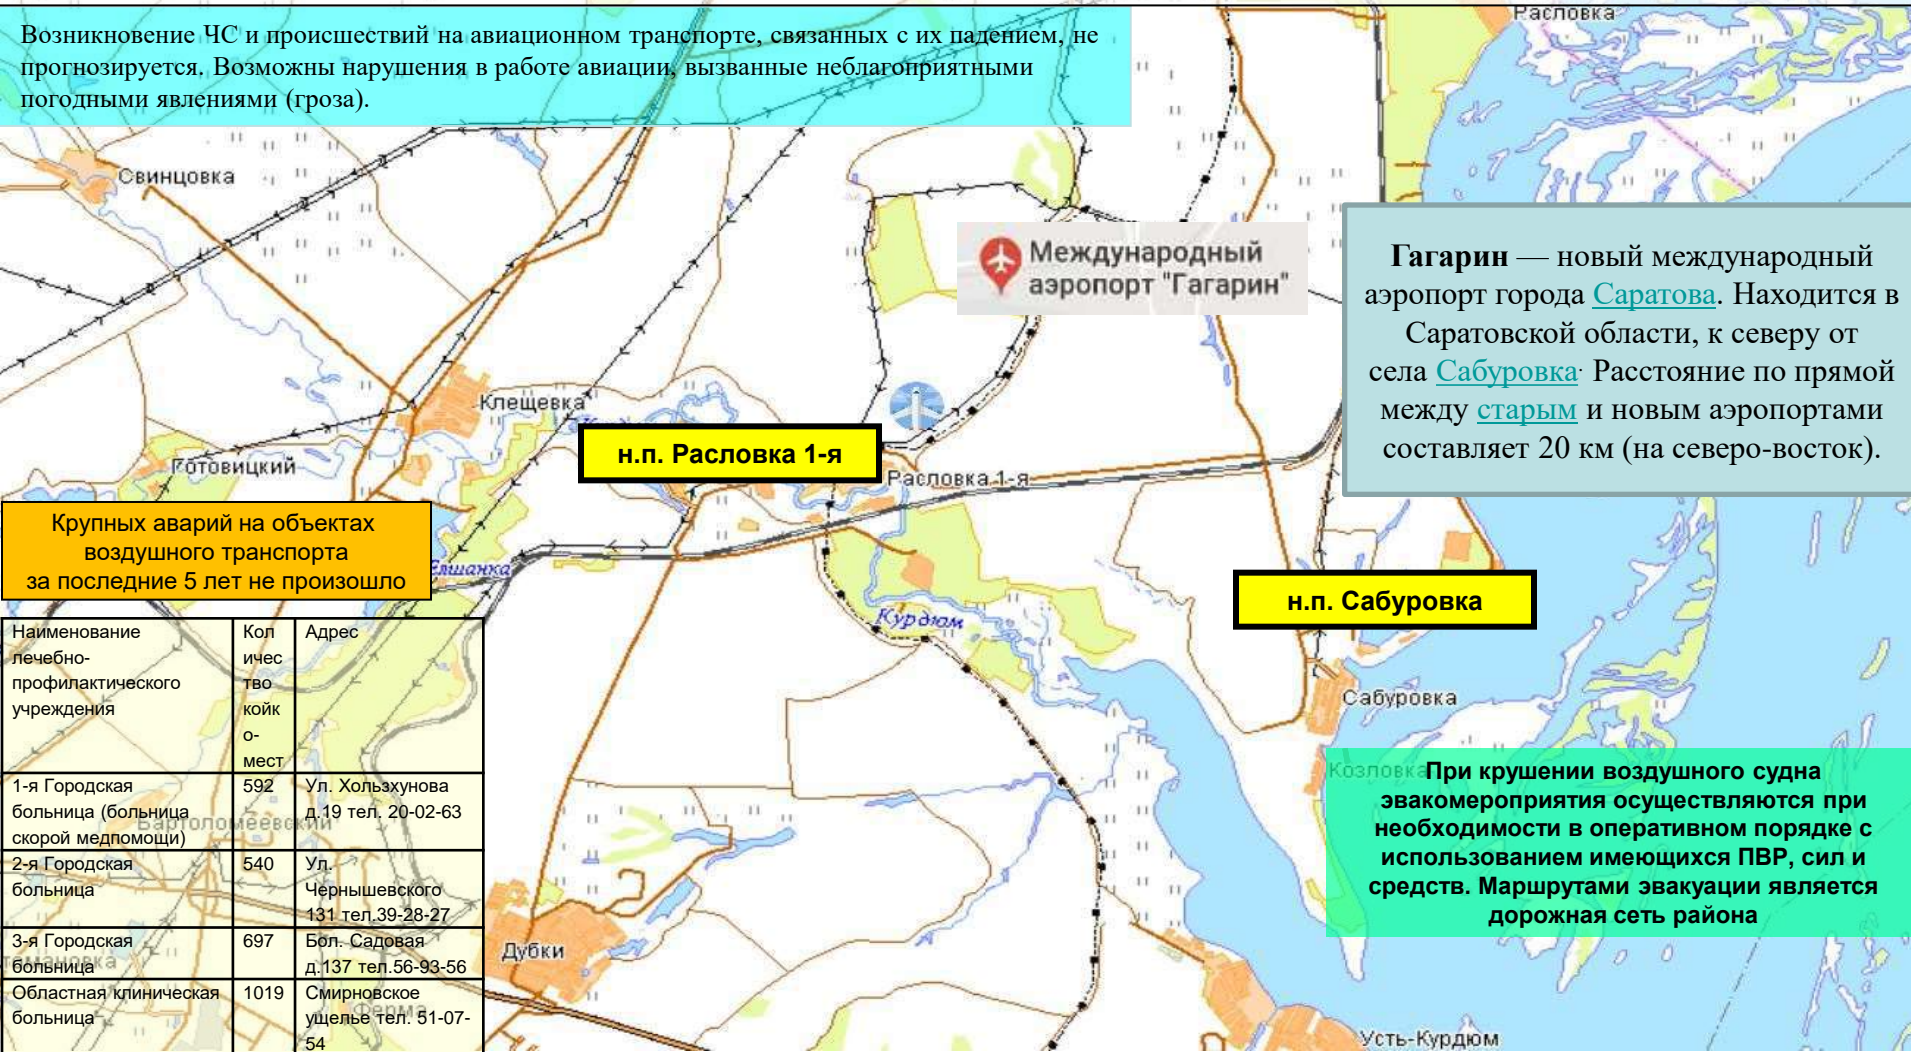 Расловка
Возникновение ЧС и происшествий на авиационном транспорте, связанных с их падением, не
прогнозируется. Возможны нарушения в работе авиации, вызванные неблагоприятными
погодными явлениями (гроза).
Свинцовка
Международный
аэропорт "Гагарин"
Гагарин — новый международный
аэропорт города Саратова. Находится в
Саратовской области, к северу от
села Сабуровка. Расстояние по прямой
между старым и новым аэропортами
составляет 20 км (на северо-восток).
Клещевка
н.п. Расловка 1-я
Готовицкий
Расловка 1-я
Крупных аварий на объектах
воздушного транспорта
за последние 5 лет не произошло
Елшанка
н.п. Сабуровка
Курдюм
Сабуровка
Наименование
лечебно-
профилактического
учреждения
Кол
ичес
тво
койк
о-
мест
Адрес
1-я Городская
больница (больница
скорой медпомощи)
592
Ул. Хользхунова
д.19 тел. 20-02-63
Бартоломеевский
2-я Городская
больница
540
Ул.
Чернышевского
131 тел.39-28-27
3-я Городская
больница
697
Бол. Садовая
д.137 тел.56-93-56
Областная клиническая
больница
1019
Смирновское
ущелье тел. 51-07-
54
Ферма
Козловка
При крушении воздушного судна
эвакомероприятия осуществляются при
необходимости в оперативном порядке с
использованием имеющихся ПВР, сил и
средств. Маршрутами эвакуации является
дорожная сеть района
Дубки
Усть-Курдюм